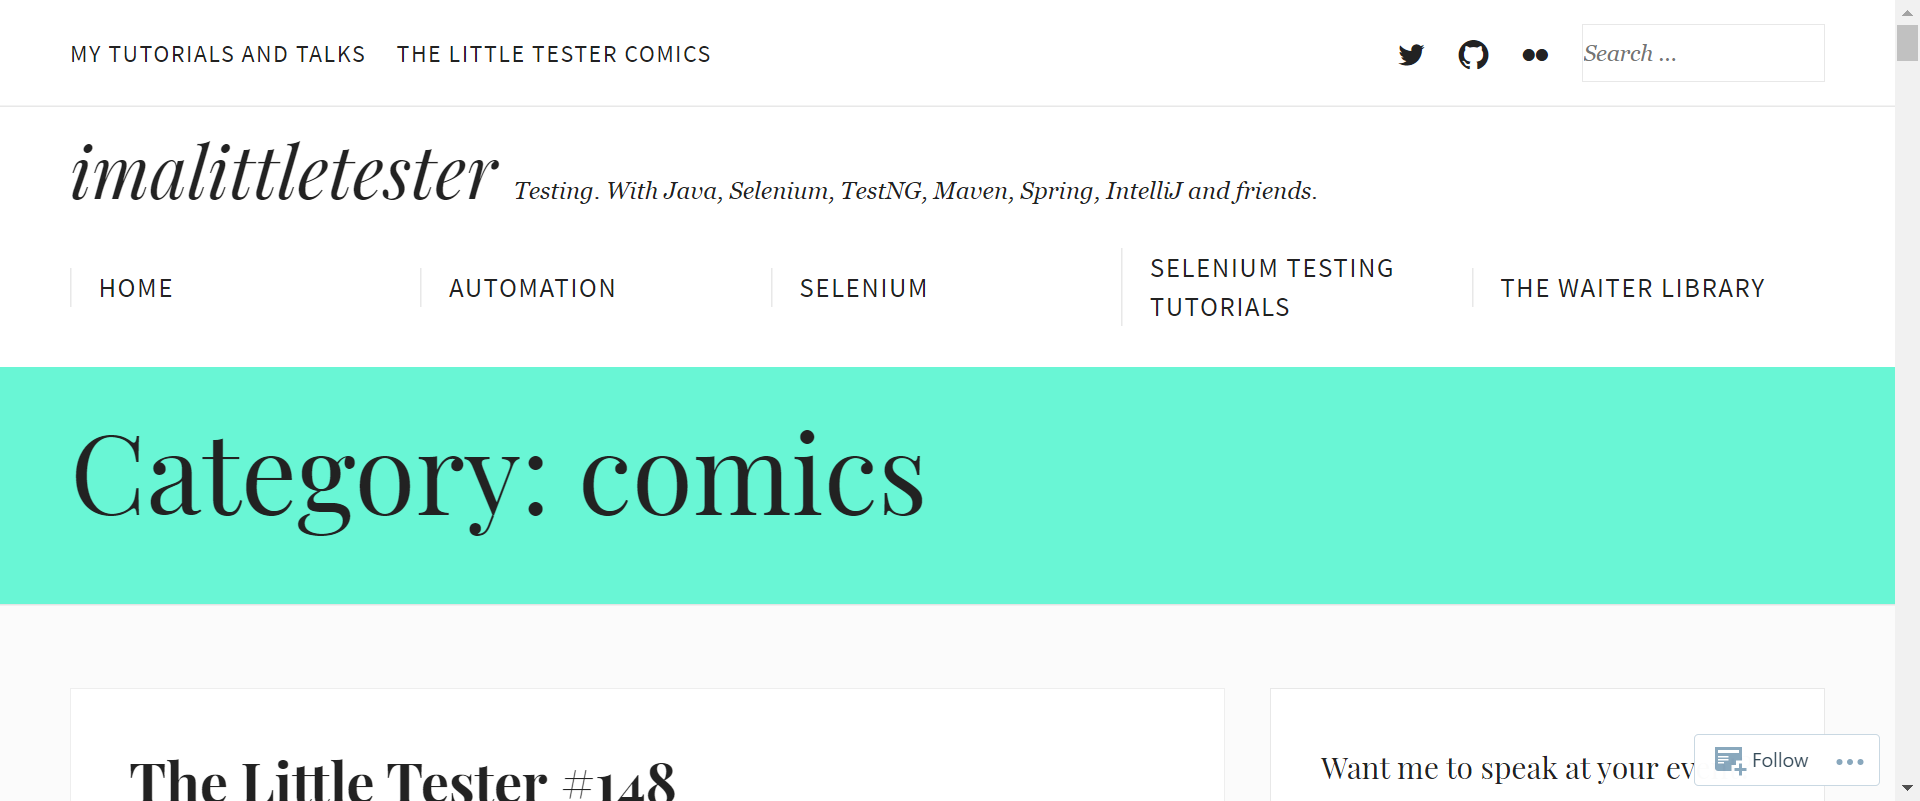 MY TUTORIALS AND TALKS THE LITTLE TESTER COMICS Search ...
imalittletester Testing. With Java, Selenium, TestNG, Maven, Spring, IntelliJ and friends.
HOME AUTOMATION SELENIUM SELENIUM TESTING TUTORIALS THE WAITER LIBRARY
Category: comics
The Little Tester #148
Want me to speak at your ev
Follow